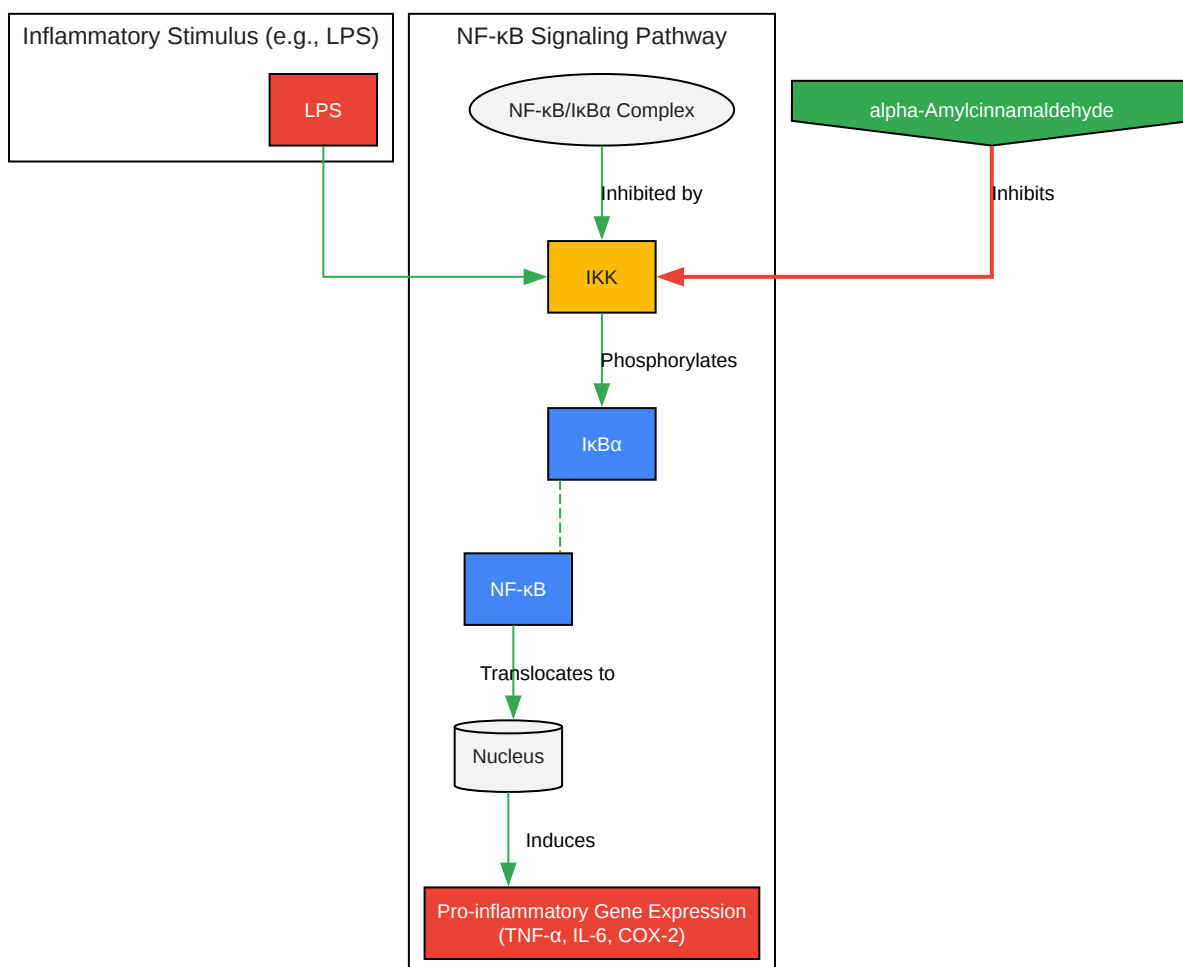 Inflammatory Stimulus (e.g., LPS)
NF-κB Signaling Pathway
LPS
NF-κB/IκBα Complex
alpha-Amylcinnamaldehyde
Inhibited by
Inhibits
IKK
Phosphorylates
IκBα
NF-κB
Translocates to
Nucleus
Induces
Pro-inflammatory Gene Expression
(TNF-α, IL-6, COX-2)